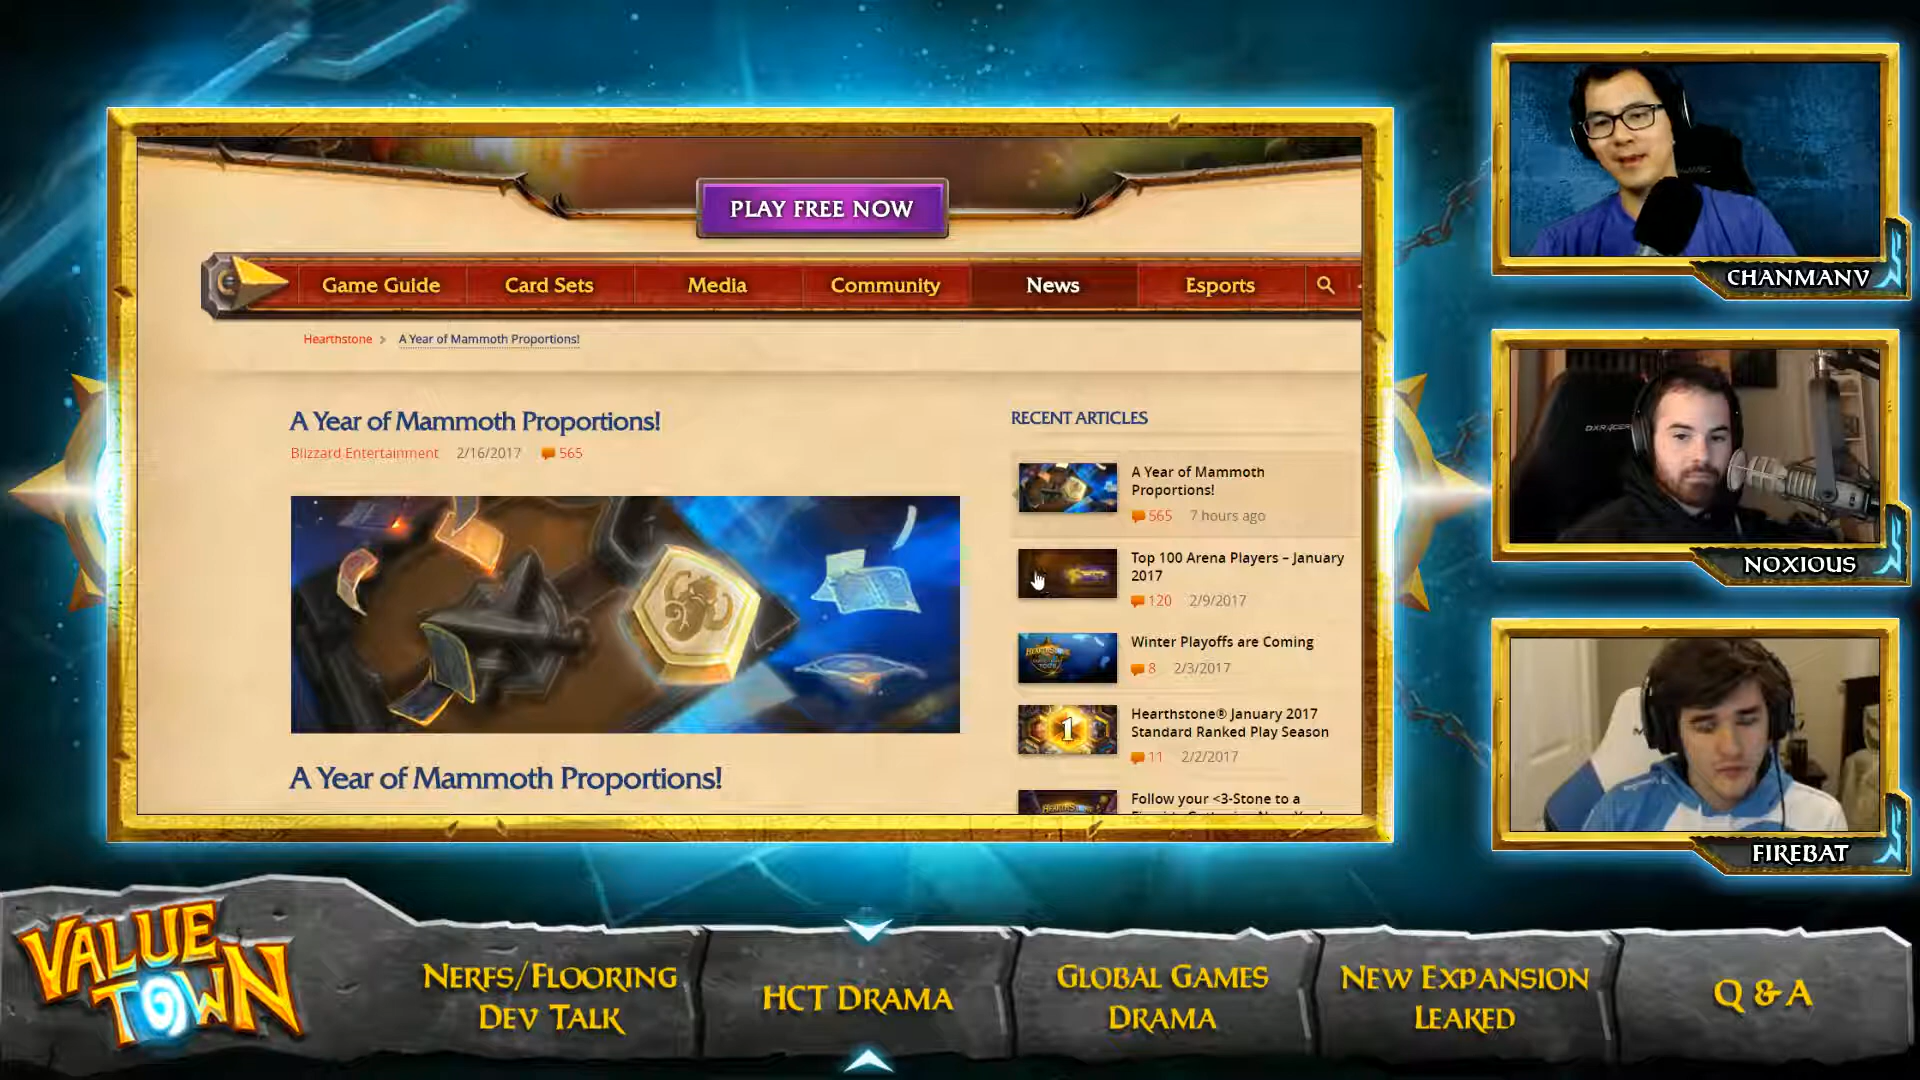 PLAY FREE NOW
Game Guide
Card Sets
Media
Community
News
Esports
Hearthstone
A Year of Mammoth Proportions!
A Year of Mammoth Proportions!
Blizzard Entertainment 2/16/2017 565
A Year of Mammoth Proportions!
RECENT ARTICLES
A Year of Mammoth
Proportions!
565 7 hours ago
Top 100 Arena Players – January
2017
120 2/9/2017
Winter Playoffs are Coming
8 2/3/2017
1
Hearthstone® January 2017
Standard Ranked Play Season
11 2/2/2017
Follow your <3-Stone to a
CHANMANV
DXRACER
NOXIOUS
FIREBAT
VALUE
TOWN
NERFS/FLOORING
DEV TALK
HCT DRAMA
GLOBAL GAMES
DRAMA
NEW EXPANSION
LEAKED
Q & A